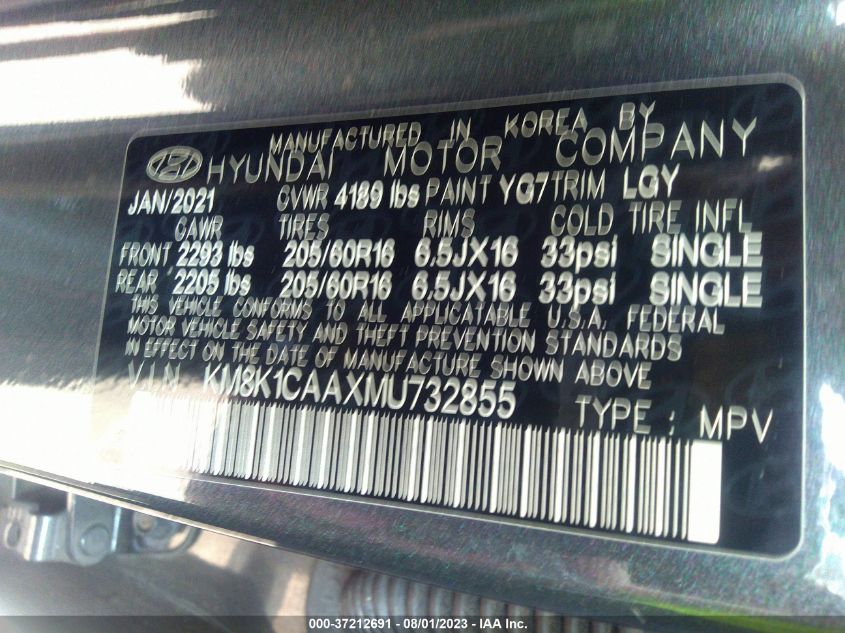 MANUFACTURED IN KOREA BY
HYUNDAI MOTOR COMPANY
JAN/2021 GVWR 4189 lbs PAINT YG7 TRIM LGY
GAWR TIRES RIMS COLD TIRE INFL
FRONT 2293 lbs 205/60R16 6.5JX16 33psi SINGLE
REAR 2205 lbs 205/60R16 6.5JX16 33psi SINGLE
THIS VEHICLE CONFORMS TO ALL APPLICATABLE U.S.A. FEDERAL
MOTOR VEHICLE SAFETY AND THEFT PREVENTION STANDARDS
IN EFFECT ON THE DATE OF MANUFACTURE SHOWN ABOVE
VIN KM8K1CAAXMU732855 TYPE : MPV
000-37212691 - 08/01/2023 - IAA Inc.